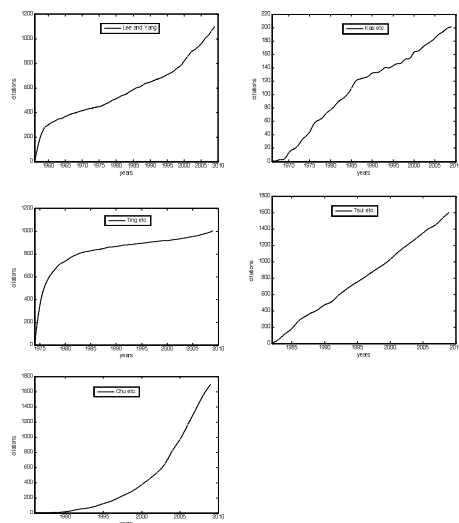 1200
1000
800
600
400
200
0
citations
Lee and Yang
1960 1965 1970 1975 1980 1985 1990 1995 2000 2005 2010
years
220
200
180
160
140
120
100
80
60
40
20
0
citations
Kao etc.
1970 1975 1980 1985 1990 1995 2000 2005 201
years
1200
1000
800
600
400
200
0
citations
Ting etc.
1975 1980 1985 1990 1995 2000 2005 2010
years
1800
1600
1400
1200
1000
800
600
400
200
0
citations
Tsui etc.
1985 1990 1995 2000 2005 201
years
1800
1600
1400
1200
1000
800
600
400
200
0
citations
Chu etc.
1990 1995 2000 2005 2010
years